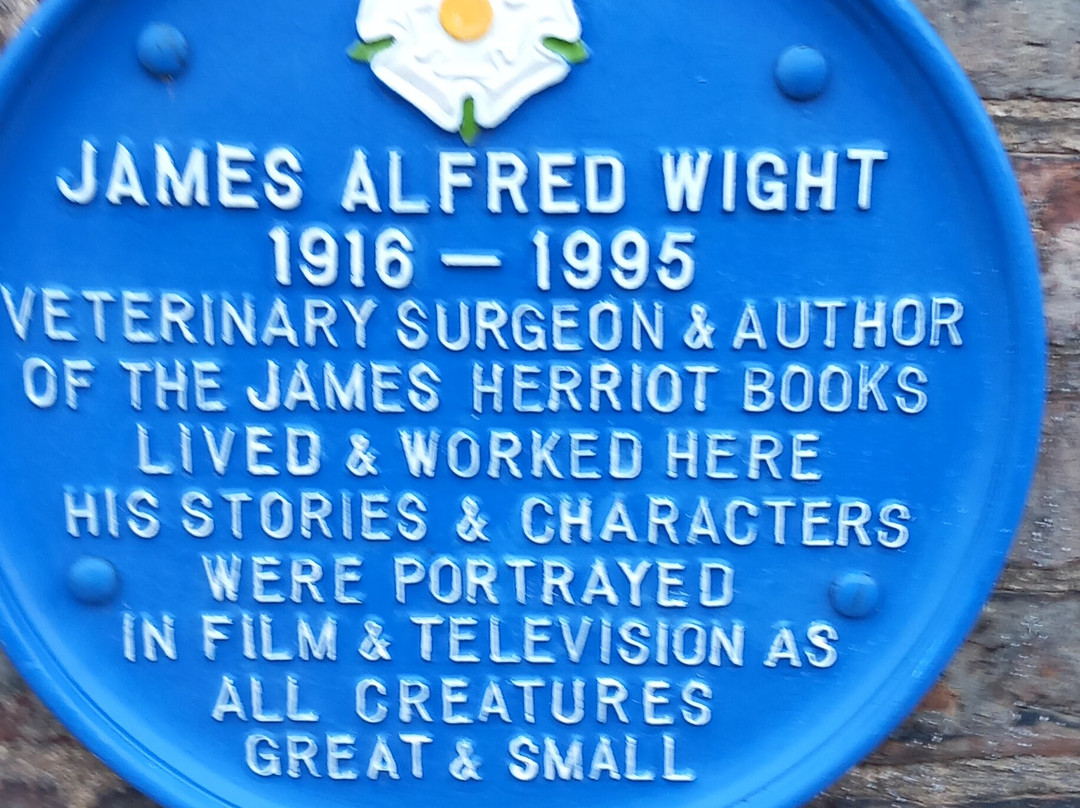 JAMES ALFRED WIGHT
1916 – 1995
VETERINARY SURGEON & AUTHOR
OF THE JAMES HERRIOT BOOKS
LIVED & WORKED HERE
HIS STORIES & CHARACTERS
WERE PORTRAYED
IN FILM & TELEVISION AS
ALL CREATURES
GREAT & SMALL